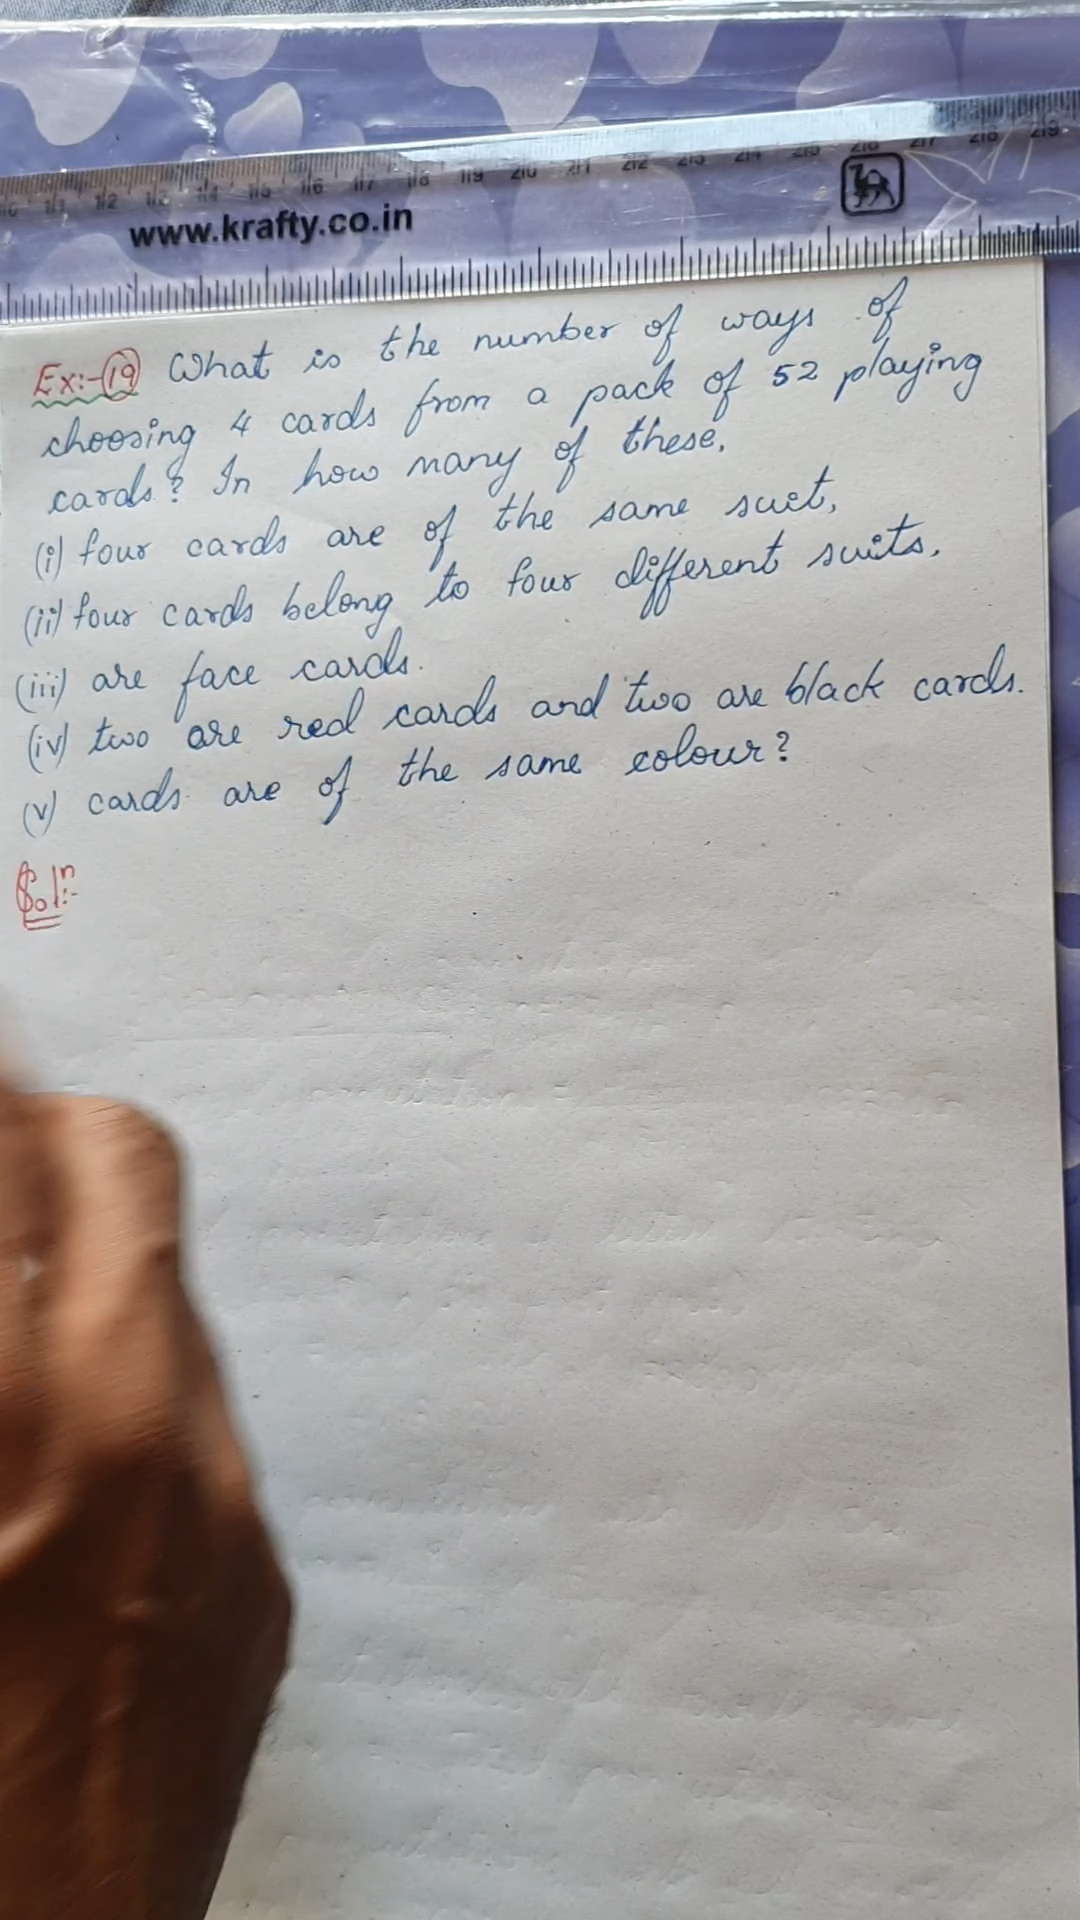 www.krafty.co.in
Ex:-19 What is the number of ways of
choosing 4 cards from a pack of 52 playing
cards? In how many of these,
(i) four cards are of the same suit,
(ii) four cards belong to four different suits,
(iii) are face cards.
(iv) two are red cards and two are black cards.
(v) cards are of the same colour?
Solⁿ:-